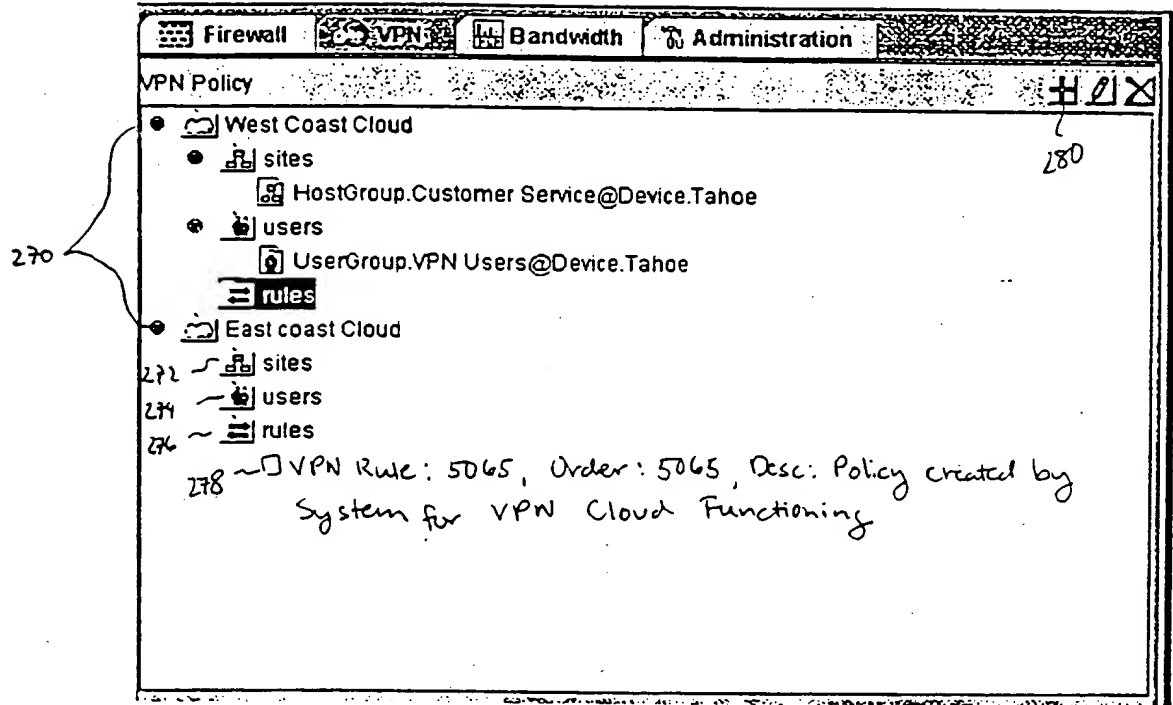 Firewall VPN Bandwidth Administration
VPN Policy
280
270
West Coast Cloud
sites
HostGroup.Customer Service@Device.Tahoe
users
UserGroup.VPN Users@Device.Tahoe
rules
East coast Cloud
272 sites
274 users
276 rules
278 VPN Rule: 5065, Order: 5065, Desc: Policy created by
System for VPN Cloud Functioning